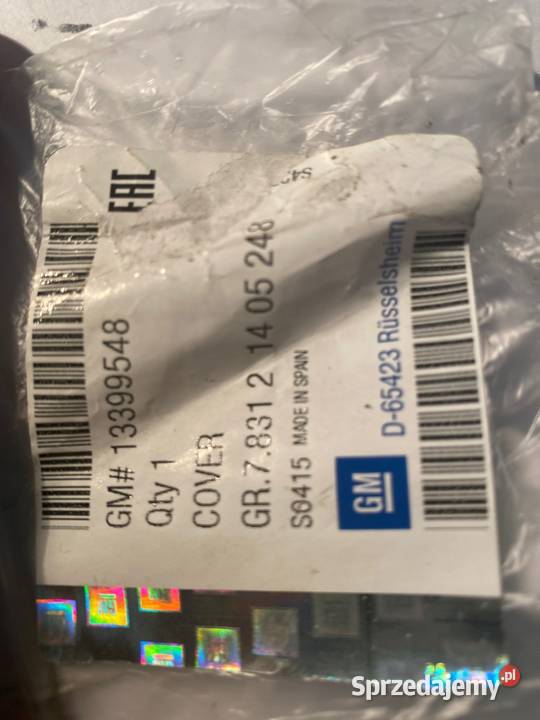 EAC
GM# 13399548
Qty 1
COVER
GR.7.831 2 14 05 248
S0415 MADE IN SPAIN
GM
D-65423 Rüsselsheim
Sprzedajemy.pl